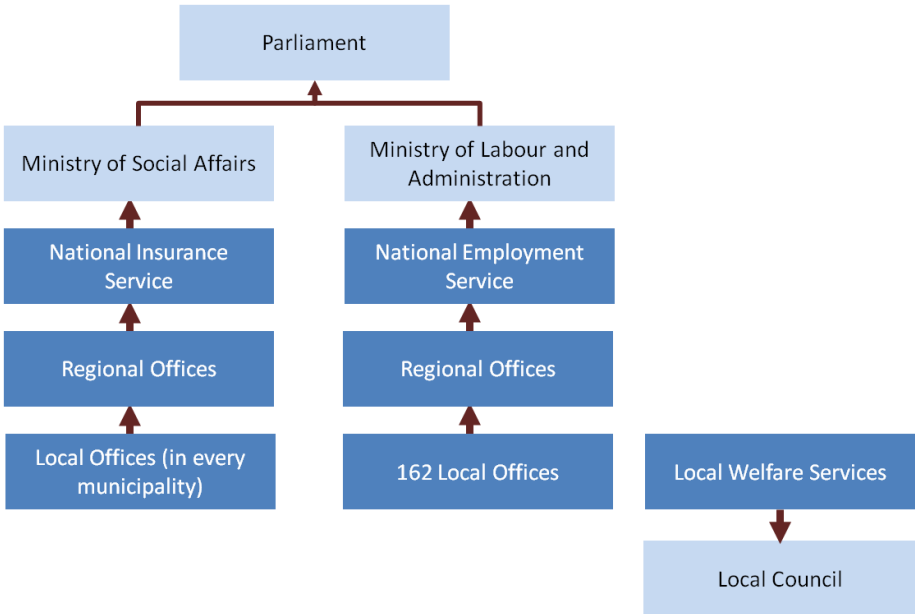 Parliament
Ministry of Social Affairs
Ministry of Labour and
Administration
National Insurance
Service
National Employment
Service
Regional Offices
Regional Offices
Local Offices (in every
municipality)
162 Local Offices
Local Welfare Services
Local Council